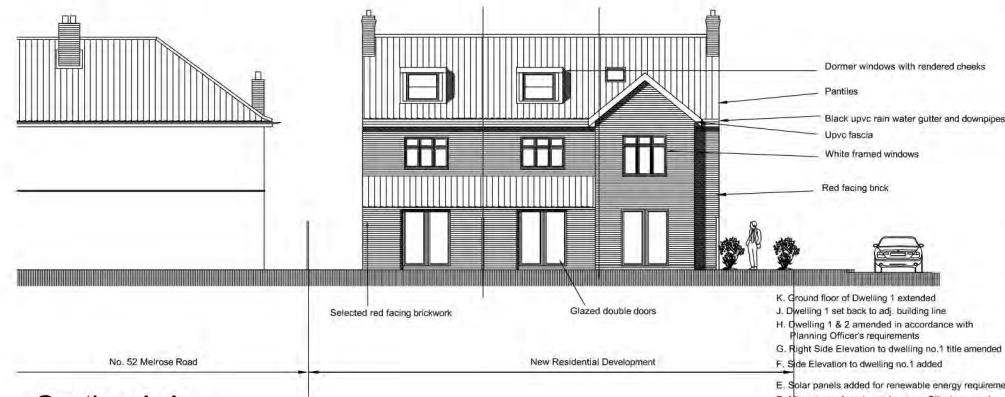 Dormer windows with rendered cheeks
Pantiles
Black upvc rain water gutter and downpipes
Upvc fascia
White framed windows
Red facing brick
Selected red facing brickwork
Glazed double doors
K. Ground floor of Dwelling 1 extended
J. Dwelling 1 set back to adj. building line
H. Dwelling 1 & 2 amended in accordance with
Planning Officer's requirements
G. Right Side Elevation to dwelling no.1 title amended
F. Side Elevation to dwelling no.1 added
No. 52 Melrose Road
New Residential Development
E. Solar panels added for renewable energy